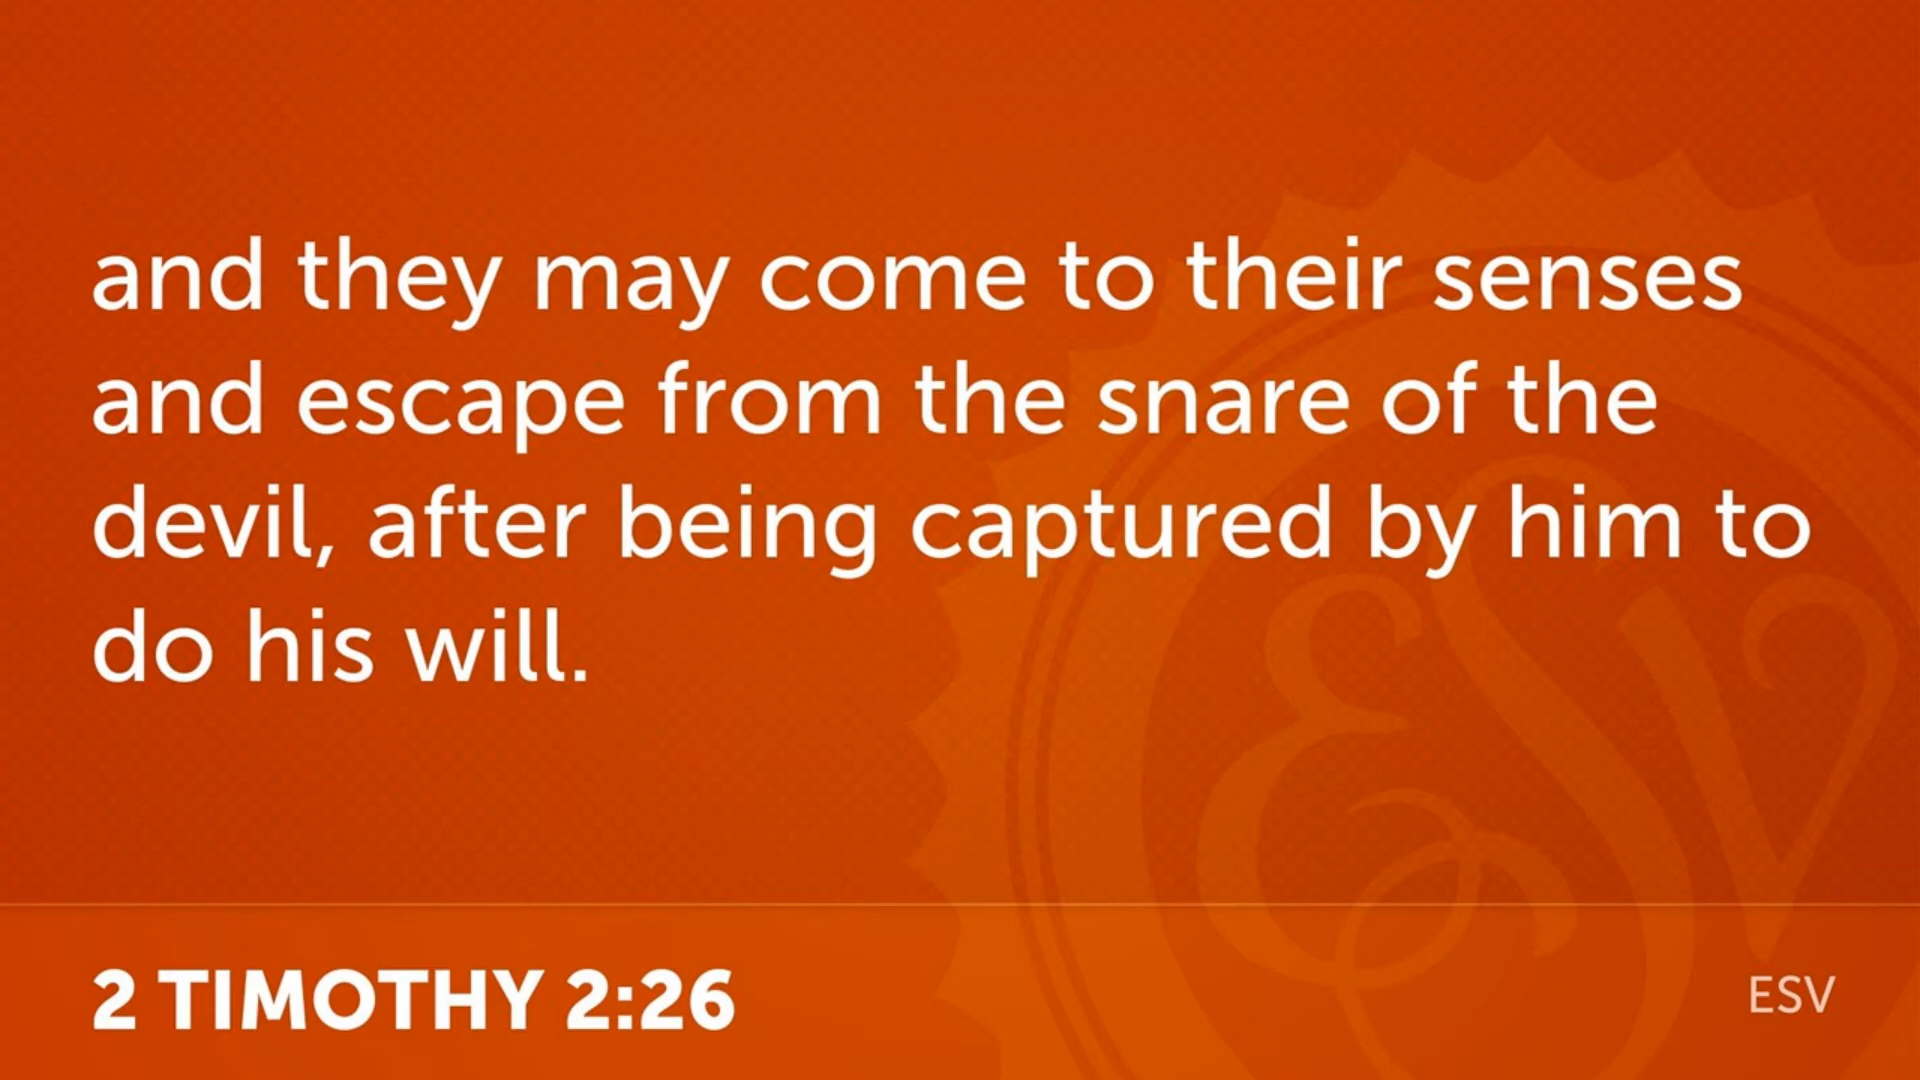 and they may come to their senses
and escape from the snare of the
devil, after being captured by him to
do his will.
2 TIMOTHY 2:26
ESV
ESV